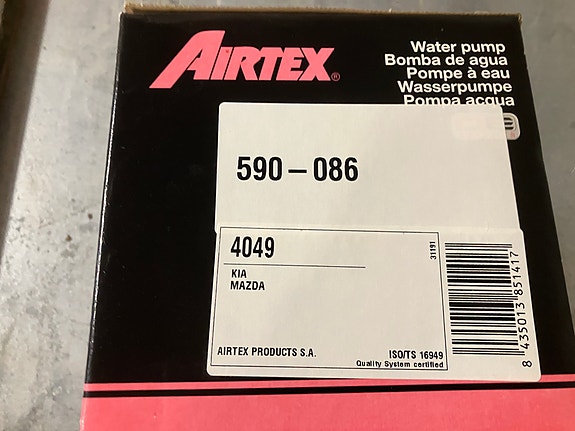 AIRTEX®
Water pump
Bomba de agua
Pompe à eau
Wasserpumpe
Pompa acqua
590-086
4049
31191
KIA
MAZDA
AIRTEX PRODUCTS S.A.
ISO/TS 16949
Quality System certified
8 435013 851417